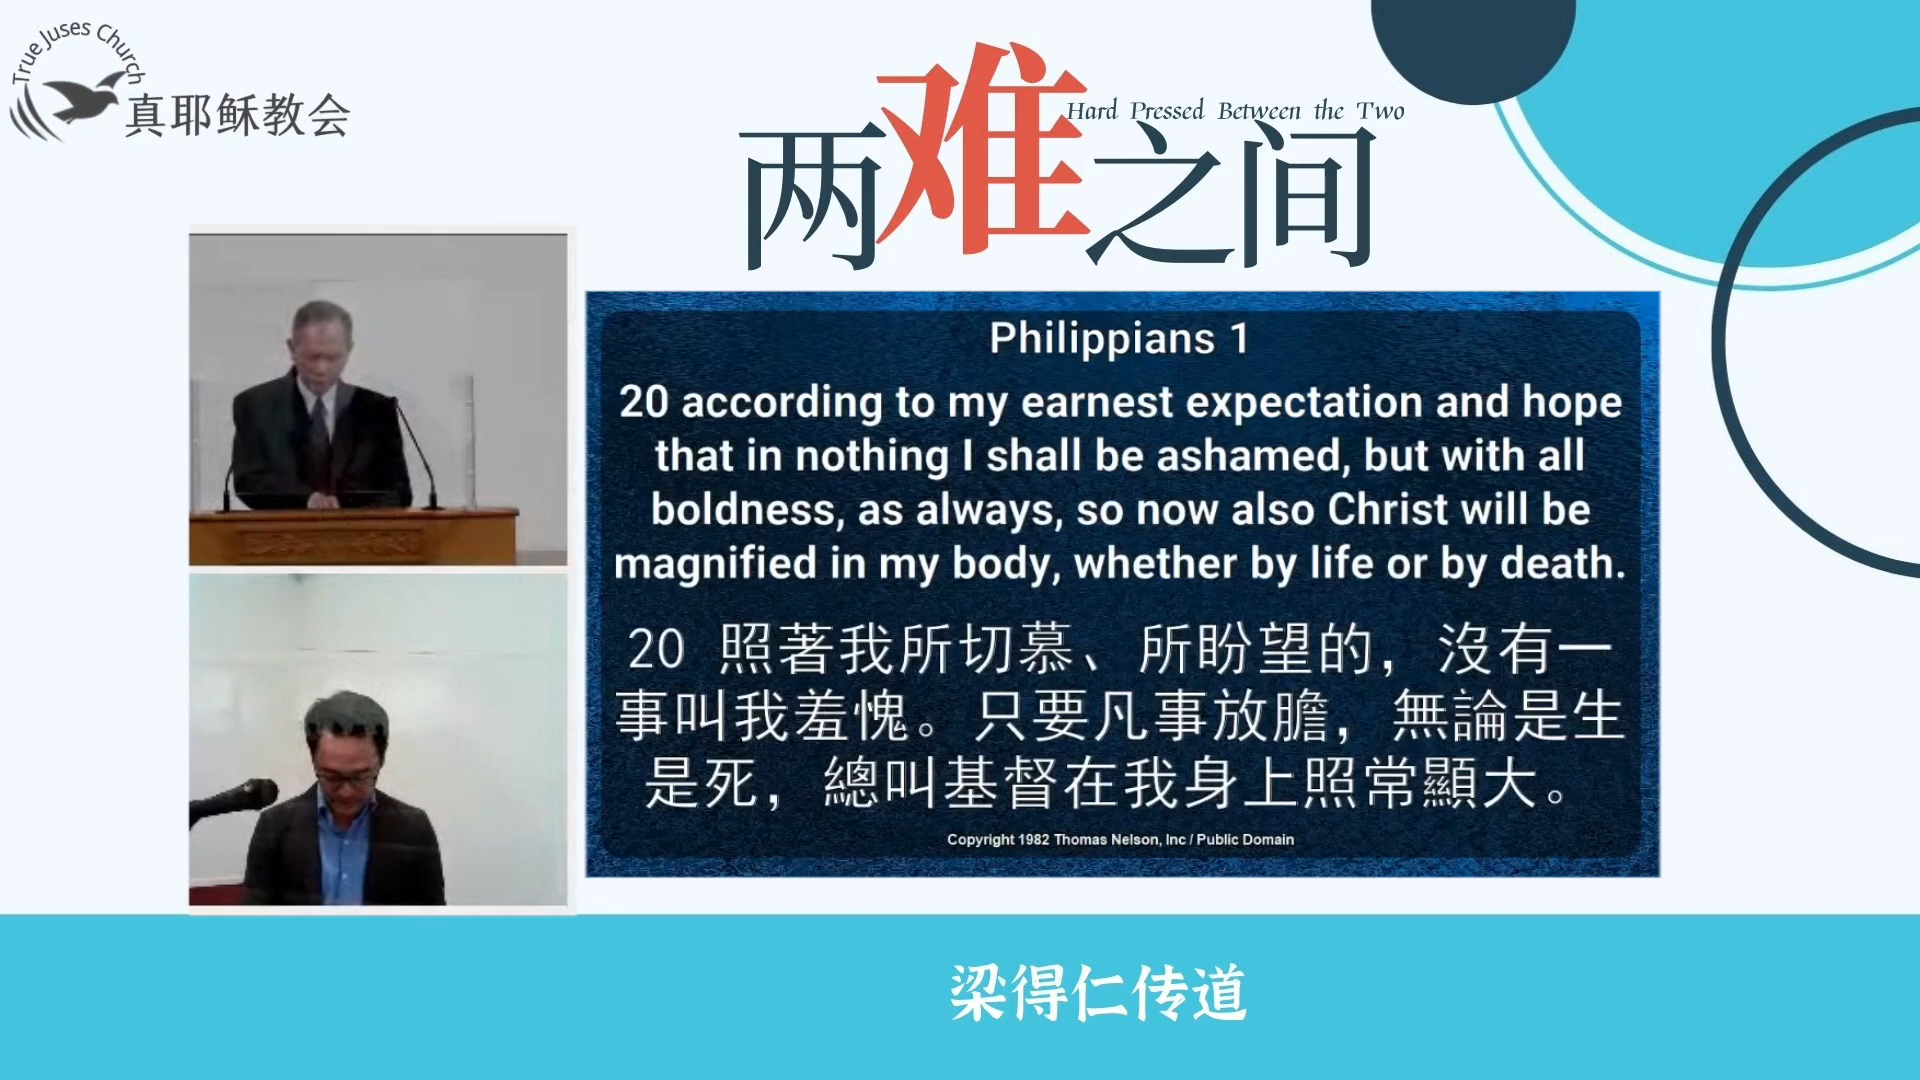 True Juses Church
真耶稣教会
两难之间
Hard Pressed Between the Two
Philippians 1
20 according to my earnest expectation and hope
that in nothing I shall be ashamed, but with all
boldness, as always, so now also Christ will be
magnified in my body, whether by life or by death.
20 照著我所切慕、所盼望的，沒有一
事叫我羞愧。只要凡事放膽，無論是生
是死，總叫基督在我身上照常顯大。
Copyright 1982 Thomas Nelson, Inc / Public Domain
梁得仁传道